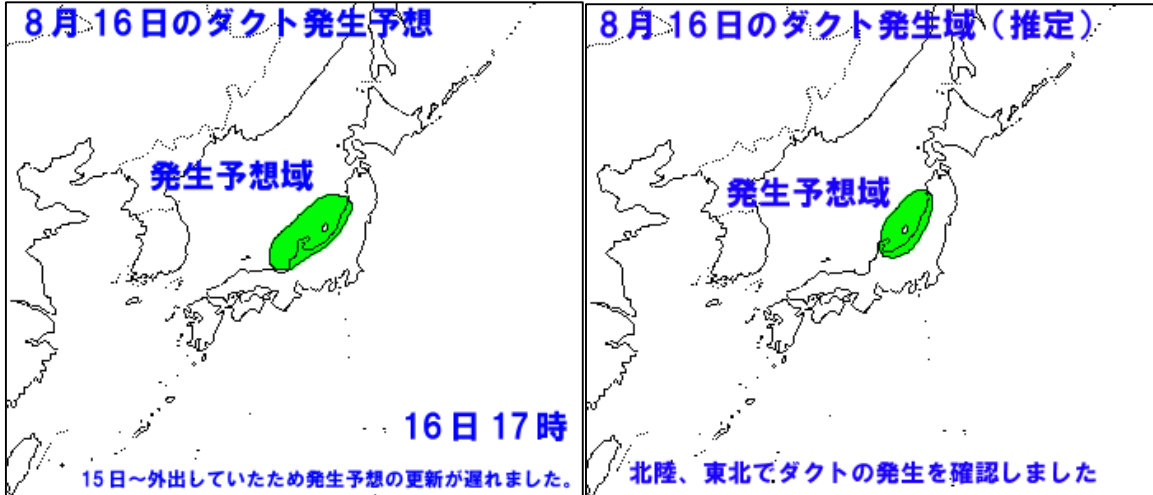 8月16日のダクト発生予想
発生予想域
16日17時
15日～外出していたため発生予想の更新が遅れました。
8月16日のダクト発生域（推定）
発生予想域
北陸、東北でダクトの発生を確認しました